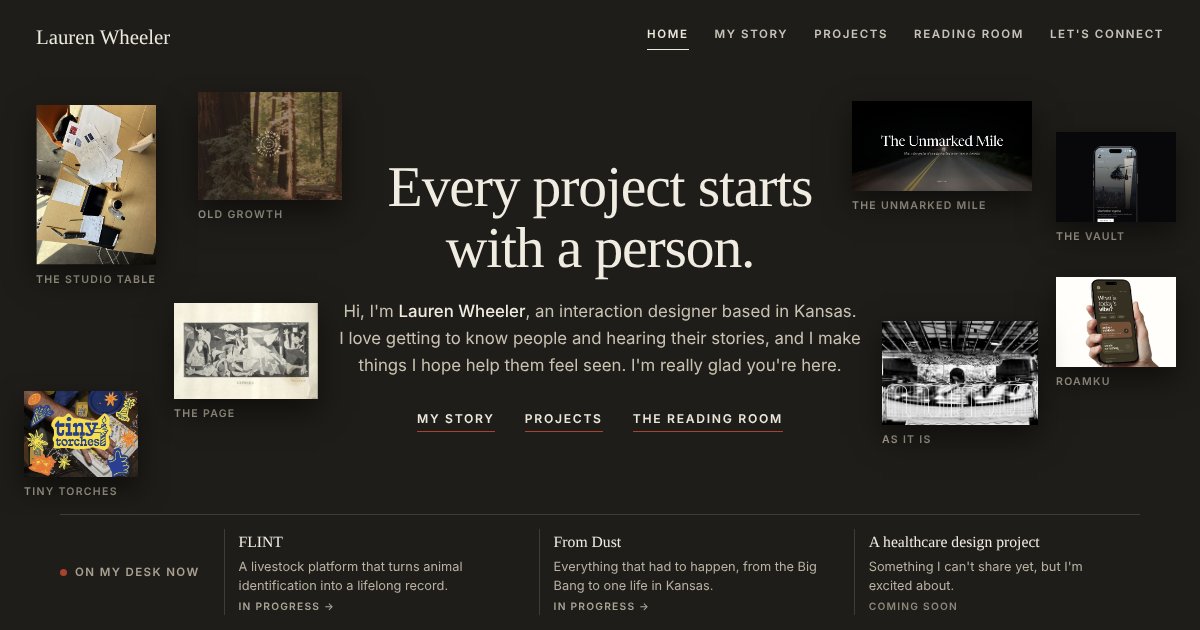 Lauren Wheeler
HOME
MY STORY
PROJECTS
READING ROOM
LET'S CONNECT
THE STUDIO TABLE
OLD GROWTH
The Unmarked Mile
THE UNMARKED MILE
THE VAULT
Every project starts
with a person.
Hi, I'm Lauren Wheeler, an interaction designer based in Kansas.
I love getting to know people and hearing their stories, and I make
things I hope help them feel seen. I'm really glad you're here.
MY STORY
PROJECTS
THE READING ROOM
THE PAGE
tiny
torches
TINY TORCHES
What is
today's
vibe?
ROAMKU
AS IT IS
ON MY DESK NOW
FLINT
A livestock platform that turns animal
identification into a lifelong record.
IN PROGRESS →
From Dust
Everything that had to happen, from the Big
Bang to one life in Kansas.
IN PROGRESS →
A healthcare design project
Something I can't share yet, but I'm
excited about.
COMING SOON